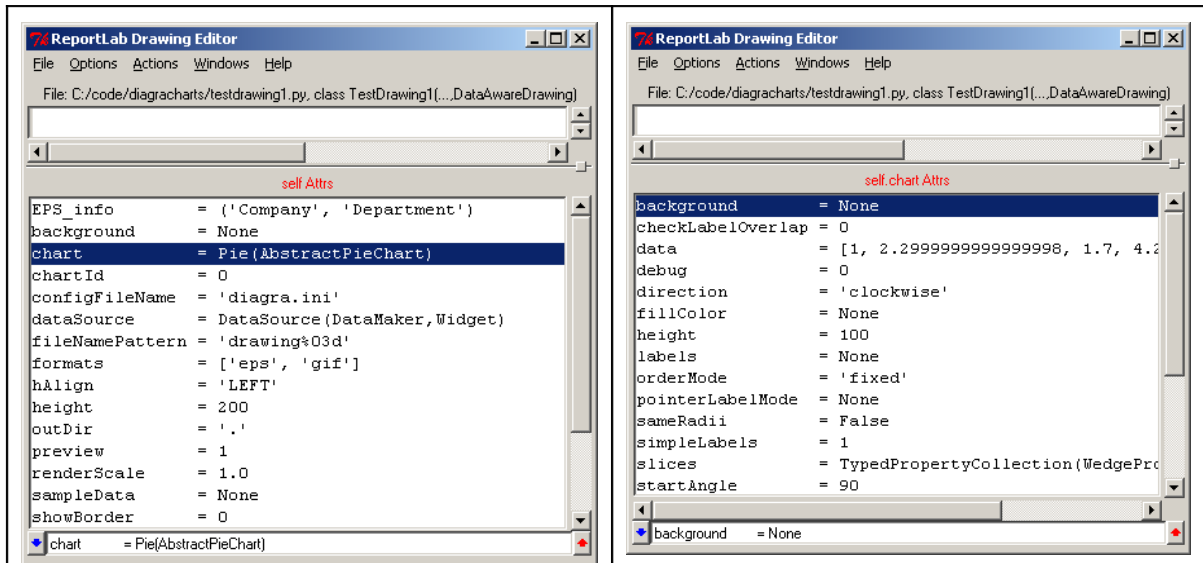 ReportLab Drawing Editor
File Options Actions Windows Help
File: C:/code/diagracharts/testdrawing1.py, class TestDrawing1(...,DataAwareDrawing)
self Attrs
EPS_info = ('Company', 'Department')
background = None
chart = Pie(AbstractPieChart)
chartId = 0
configFileName = 'diagra.ini'
dataSource = DataSource(DataMaker,Widget)
fileNamePattern = 'drawing%03d'
formats = ['eps', 'gif']
hAlign = 'LEFT'
height = 200
outDir = '.'
preview = 1
renderScale = 1.0
sampleData = None
showBorder = 0
chart = Pie(AbstractPieChart)
ReportLab Drawing Editor
File Options Actions Windows Help
File: C:/code/diagracharts/testdrawing1.py, class TestDrawing1(...,DataAwareDrawing)
self.chart Attrs
background = None
checkLabelOverlap = 0
data = [1, 2.2999999999999998, 1.7, 4.2
debug = 0
direction = 'clockwise'
fillColor = None
height = 100
labels = None
orderMode = 'fixed'
pointerLabelMode = None
sameRadii = False
simpleLabels = 1
slices = TypedPropertyCollection(WedgePro
startAngle = 90
background = None